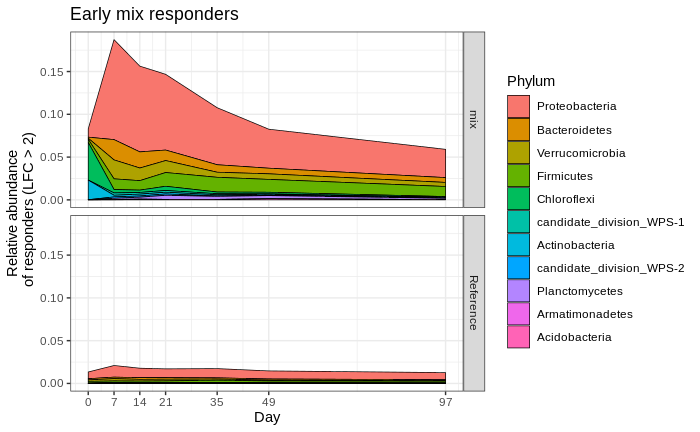 Early mix responders
Relative abundance
of responders (LFC > 2)
0.15
0.10
0.05
0.00
mix
0.15
0.10
0.05
0.00
Reference
0
7
14
21
35
49
97
Day
Phylum
Proteobacteria
Bacteroidetes
Verrucomicrobia
Firmicutes
Chloroflexi
candidate_division_WPS-1
Actinobacteria
candidate_division_WPS-2
Planctomycetes
Armatimonadetes
Acidobacteria